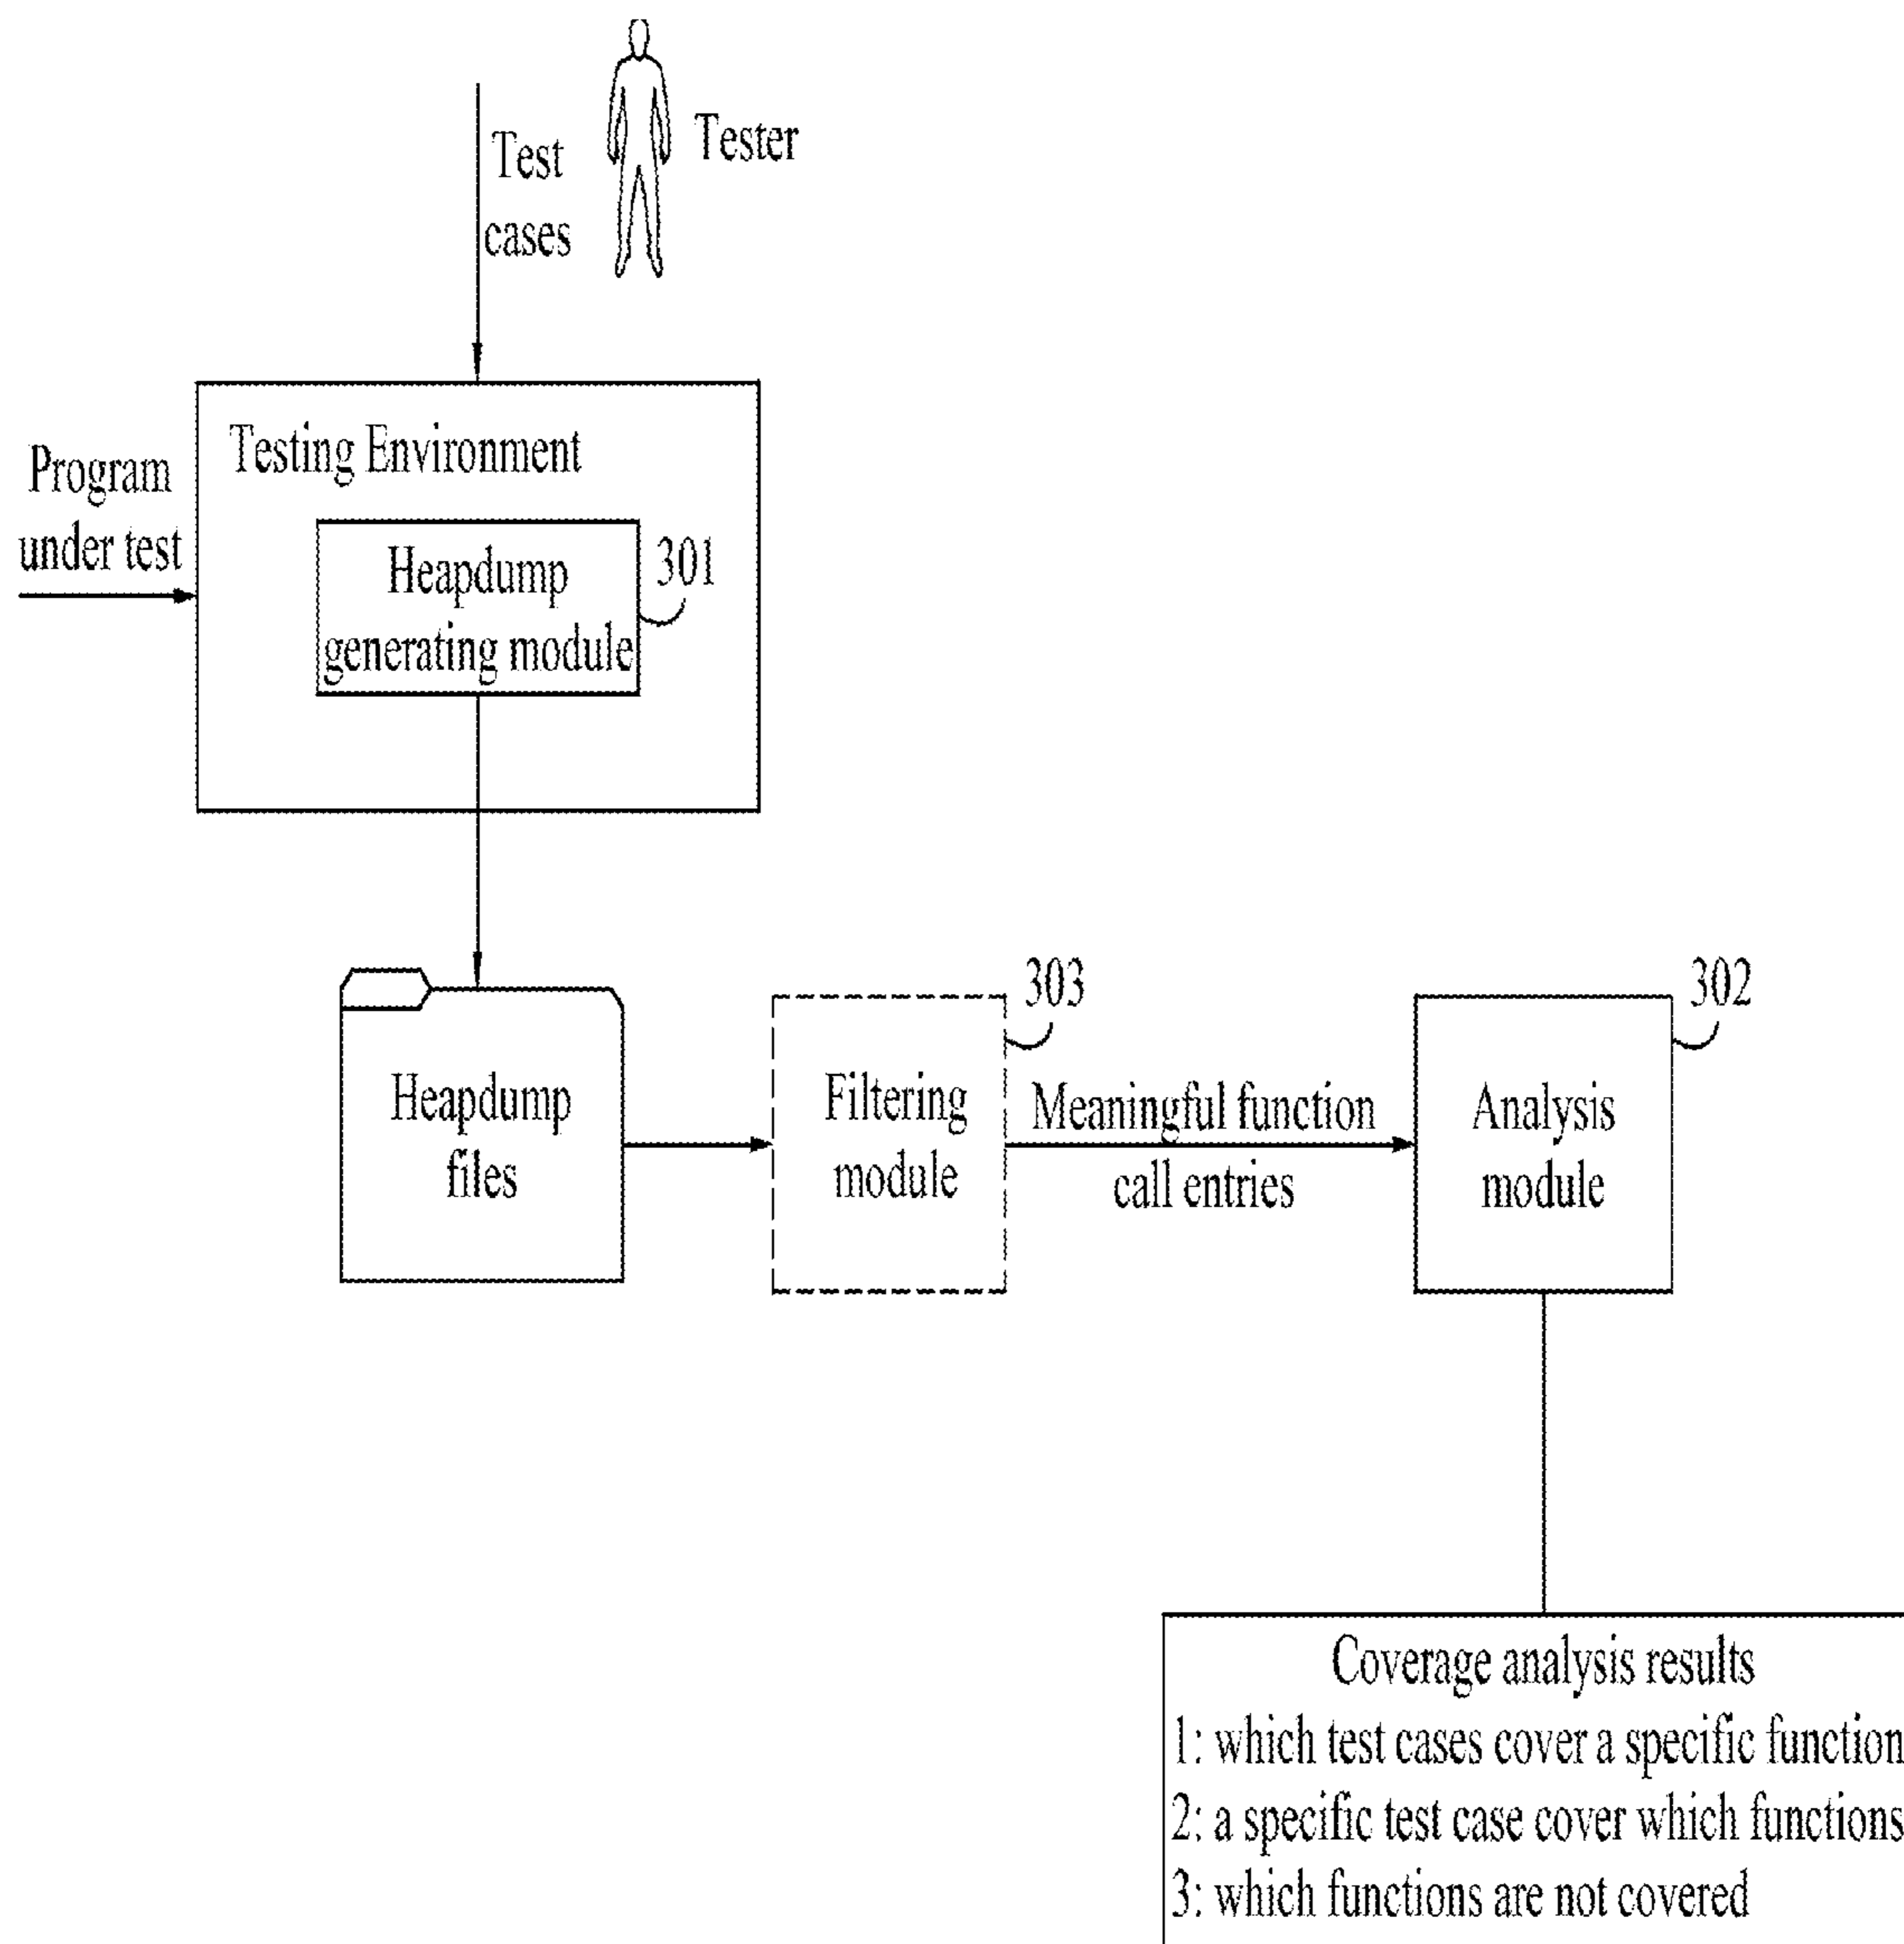 Test
cases
Tester
Testing Environment
Program
under test
Heapdump
generating module
301
Heapdump
files
Filtering
module
303
Meaningful function
call entries
Analysis
module
302
Coverage analysis results
1: which test cases cover a specific function
2: a specific test case cover which functions
3: which functions are not covered